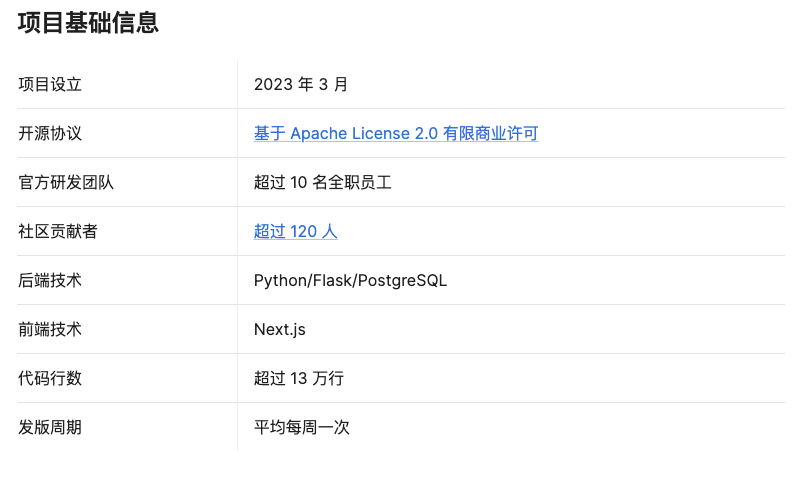 项目基础信息
项目设立 2023 年 3 月
开源协议 基于 Apache License 2.0 有限商业许可
官方研发团队 超过 10 名全职员工
社区贡献者 超过 120 人
后端技术 Python/Flask/PostgreSQL
前端技术 Next.js
代码行数 超过 13 万行
发版周期 平均每周一次